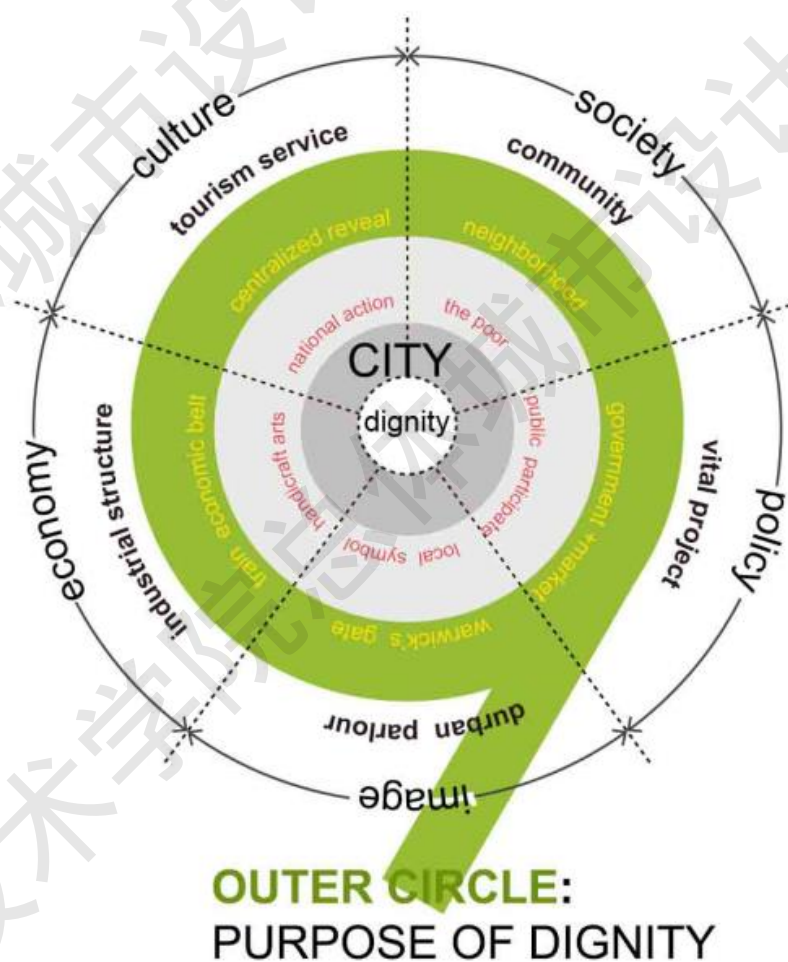 culture
society
tourism service
community
centralized reveal
neighborhood
national action
the poor
CITY
dignity
economy
industrial structure
train economic belt
handicraft arts
public participate
government +market
vital project
policy
local symbol
warwick's gate
durban parlour
image
OUTER CIRCLE:
PURPOSE OF DIGNITY